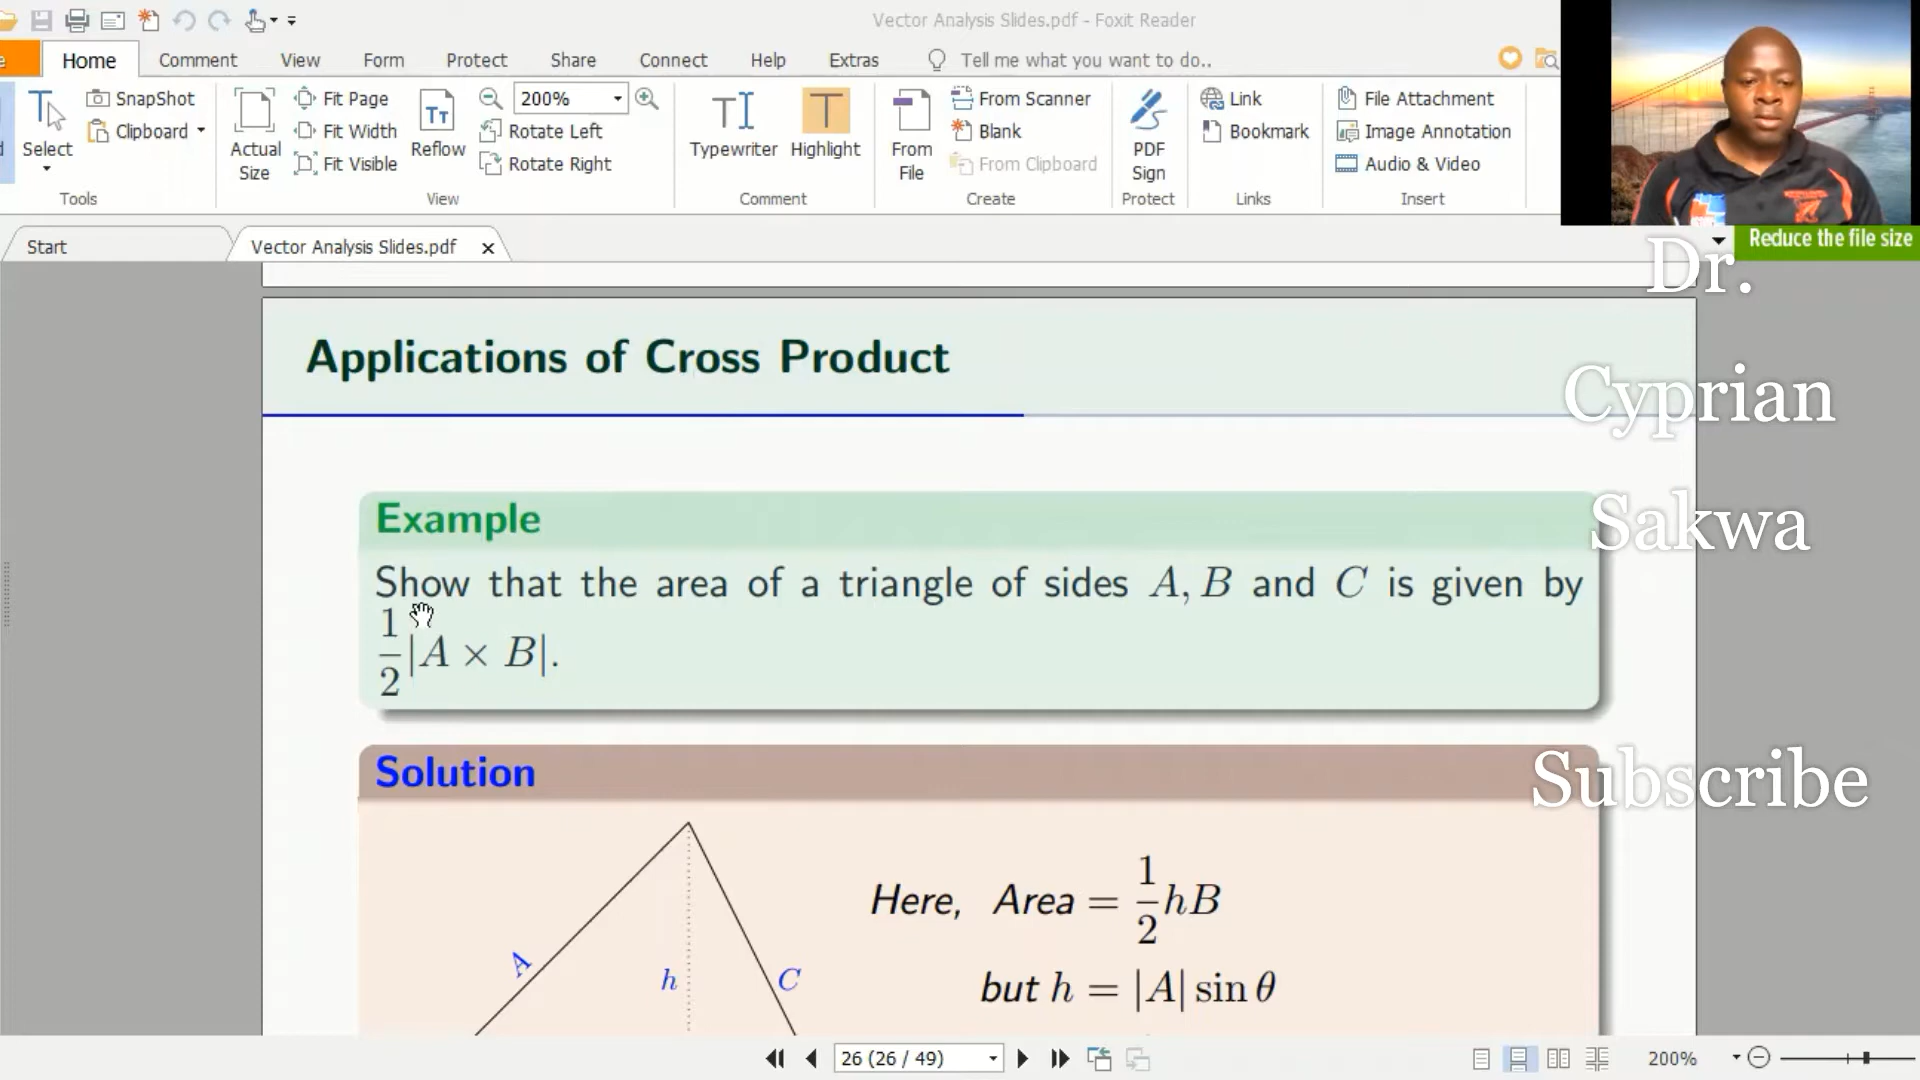 Vector Analysis Slides.pdf - Foxit Reader
Home Comment View Form Protect Share Connect Help Extras Tell me what you want to do..
Select
SnapShot
Clipboard
Tools
Actual Size
Fit Page
Fit Width
Fit Visible
Reflow
200%
Rotate Left
Rotate Right
View
Typewriter
Highlight
Comment
From File
From Scanner
Blank
From Clipboard
Create
PDF Sign
Protect
Link
Bookmark
Links
File Attachment
Image Annotation
Audio & Video
Insert
Start
Vector Analysis Slides.pdf
Reduce the file size
Dr.
Cyprian
Sakwa
Subscribe
Applications of Cross Product
Example
Show that the area of a triangle of sides A, B and C is given by
1/2|A × B|.
Solution
A
h
C
Here, Area = 1/2hB
but h = |A| sin θ
26 (26 / 49)
200%